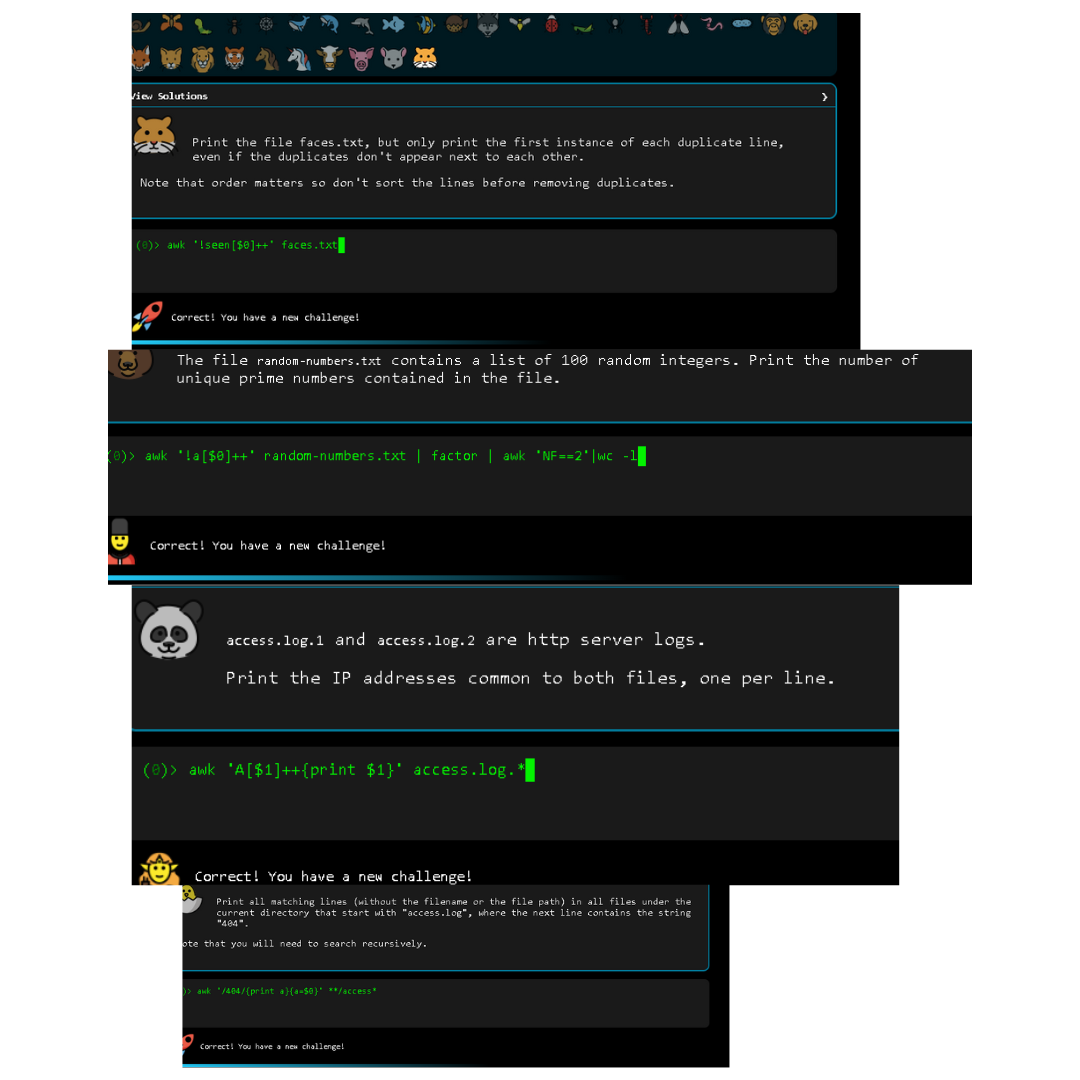 View Solutions
Print the file faces.txt, but only print the first instance of each duplicate line,
even if the duplicates don't appear next to each other.
Note that order matters so don't sort the lines before removing duplicates.
(0)> awk '!seen[$0]++' faces.txt
Correct! You have a new challenge!
The file random-numbers.txt contains a list of 100 random integers. Print the number of
unique prime numbers contained in the file.
(0)> awk '!a[$0]++' random-numbers.txt | factor | awk 'NF==2'|wc -l
Correct! You have a new challenge!
access.log.1 and access.log.2 are http server logs.
Print the IP addresses common to both files, one per line.
(0)> awk 'A[$1]++{print $1}' access.log.*
Correct! You have a new challenge!
Print all matching lines (without the filename or the file path) in all files under the
current directory that start with "access.log", where the next line contains the string
"404".
ote that you will need to search recursively.
)> awk '/404/{print a}{a=$0}' **/access*
Correct! You have a new challenge!